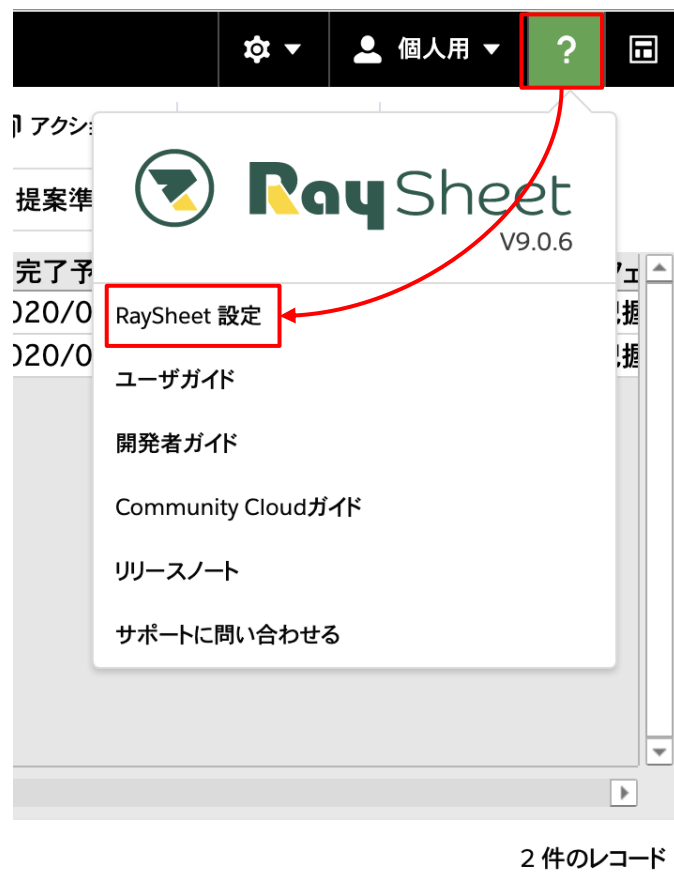 個人用
?
アクシ
提案準
RaySheet
V9.0.6
完了予
020/0
020/0
RaySheet 設定
ユーザガイド
開発者ガイド
Community Cloudガイド
リリースノート
サポートに問い合わせる
2 件のレコード